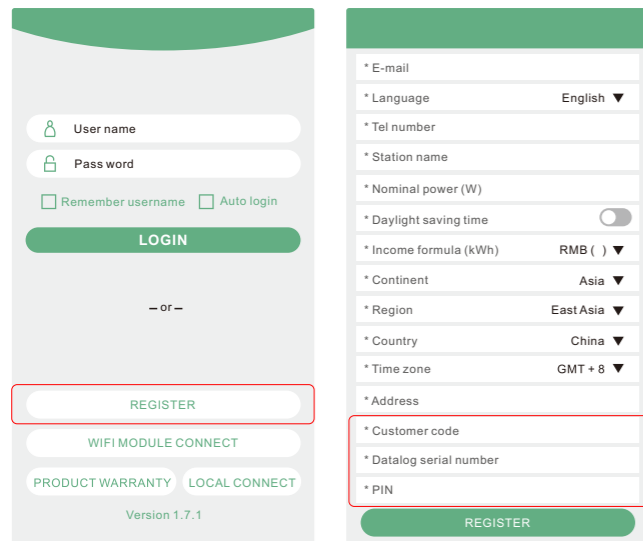 User name
Pass word
Remember username
Auto login
LOGIN
– or –
REGISTER
WIFI MODULE CONNECT
PRODUCT WARRANTY
LOCAL CONNECT
Version 1.7.1
* E-mail
* Language English ▼
* Tel number
* Station name
* Nominal power (W)
* Daylight saving time
* Income formula (kWh) RMB ( ) ▼
* Continent Asia ▼
* Region East Asia ▼
* Country China ▼
* Time zone GMT + 8 ▼
* Address
* Customer code
* Datalog serial number
* PIN
REGISTER